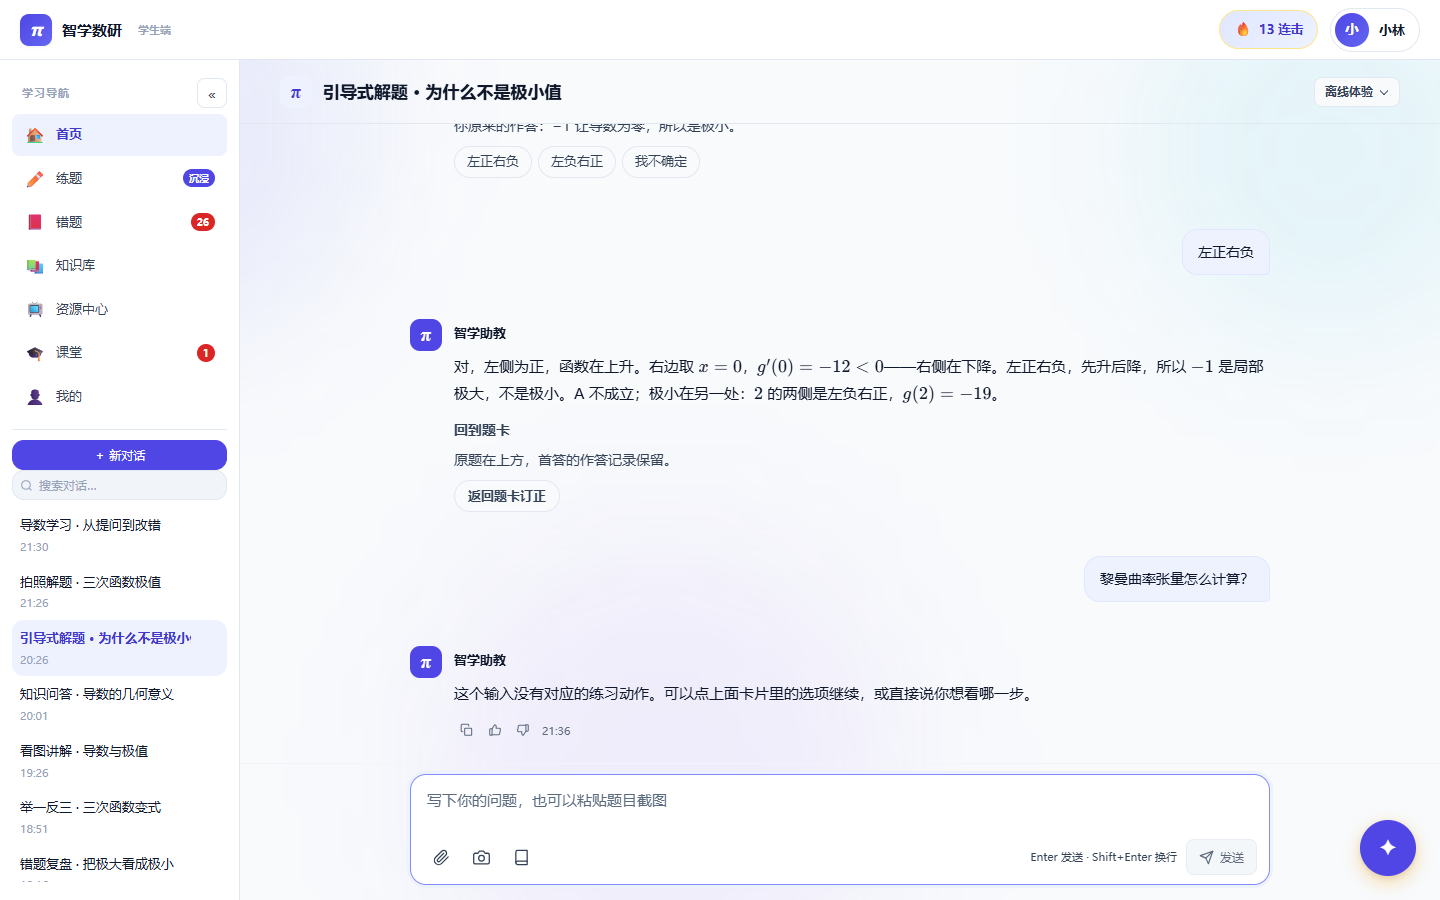 π 智学数研 学生端
13 连击
小 小林
学习导航 «
首页
练题 沉浸
错题 26
知识库
资源中心
课堂 1
我的
+ 新对话
搜索对话...
导数学习 · 从提问到改错
21:30
拍照解题 · 三次函数极值
21:26
引导式解题 • 为什么不是极小
20:26
知识问答 · 导数的几何意义
20:01
看图讲解 · 导数与极值
19:26
举一反三 · 三次函数变式
18:51
错题复盘 · 把极大看成极小
π 引导式解题 • 为什么不是极小值
离线体验
你原来的作答：−1 让导数为零，所以是极小。
左正右负 左负右正 我不确定
左正右负
π 智学助教
对，左侧为正，函数在上升。右边取 x = 0，g′(0) = −12 < 0——右侧在下降。左正右负，先升后降，所以 −1 是局部
极大，不是极小。A 不成立；极小在另一处：2 的两侧是左负右正，g(2) = −19。
回到题卡
原题在上方，首答的作答记录保留。
返回题卡订正
黎曼曲率张量怎么计算？
π 智学助教
这个输入没有对应的练习动作。可以点上面卡片里的选项继续，或直接说你想看哪一步。
21:36
写下你的问题，也可以粘贴题目截图
Enter 发送 · Shift+Enter 换行
发送